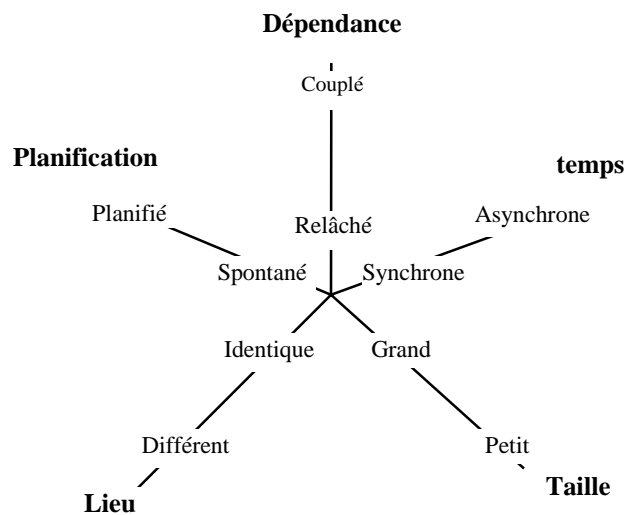 Dépendance
Couplé
Planification
temps
Planifié
Asynchrone
Relâché
Spontané
Synchrone
Identique
Grand
Différent
Petit
Lieu
Taille